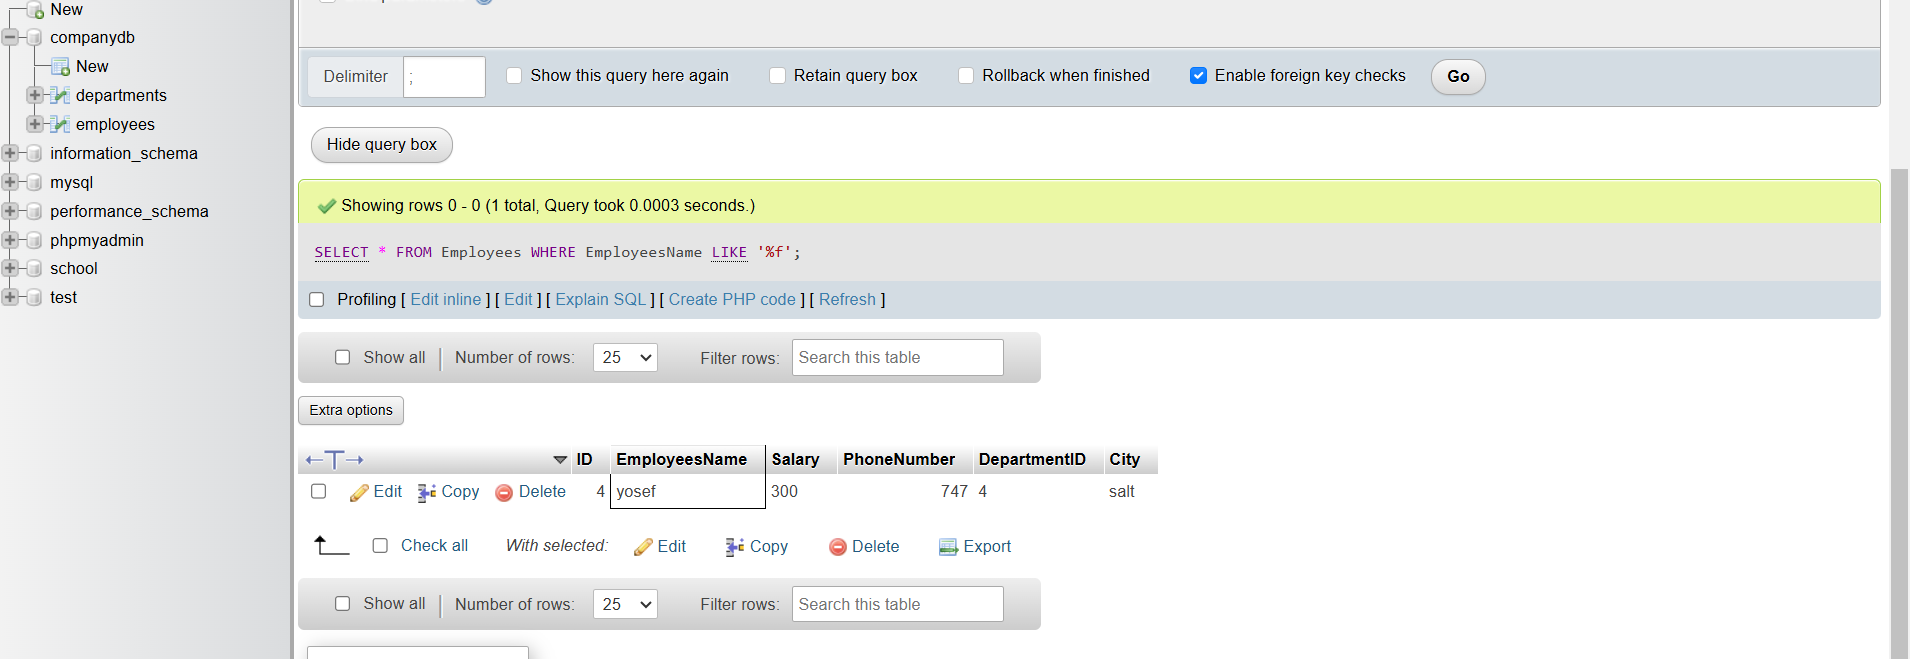 New
companydb
New
departments
employees
information_schema
mysql
performance_schema
phpmyadmin
school
test
Delimiter ; Show this query here again Retain query box Rollback when finished Enable foreign key checks Go
Hide query box
Showing rows 0 - 0 (1 total, Query took 0.0003 seconds.)
SELECT * FROM Employees WHERE EmployeesName LIKE '%f';
Profiling [ Edit inline ] [ Edit ] [ Explain SQL ] [ Create PHP code ] [ Refresh ]
Show all | Number of rows: 25 Filter rows: Search this table
Extra options
ID EmployeesName Salary PhoneNumber DepartmentID City
Edit Copy Delete 4 yosef 300 747 4 salt
Check all With selected: Edit Copy Delete Export
Show all | Number of rows: 25 Filter rows: Search this table